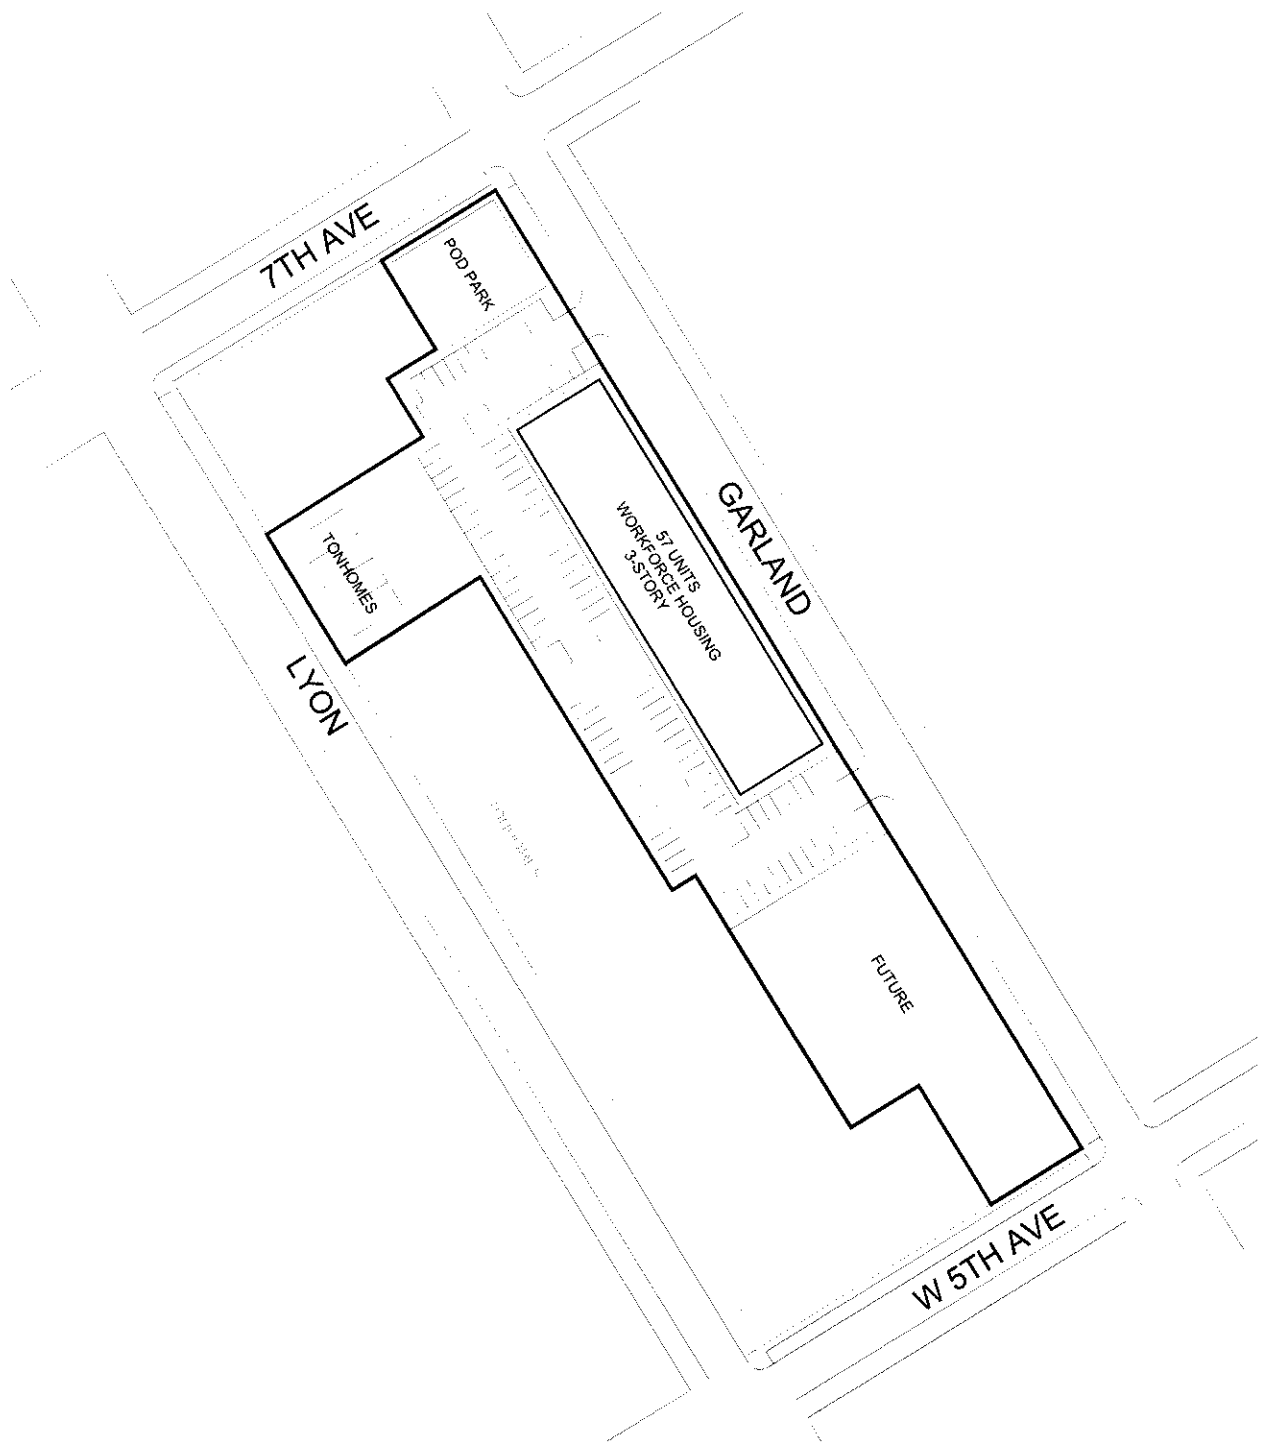 7TH AVE
POD PARK
GARLAND
57 UNITS
WORKFORCE HOUSING
3-STORY
TONHOMES
LYON
FUTURE
W 5TH AVE